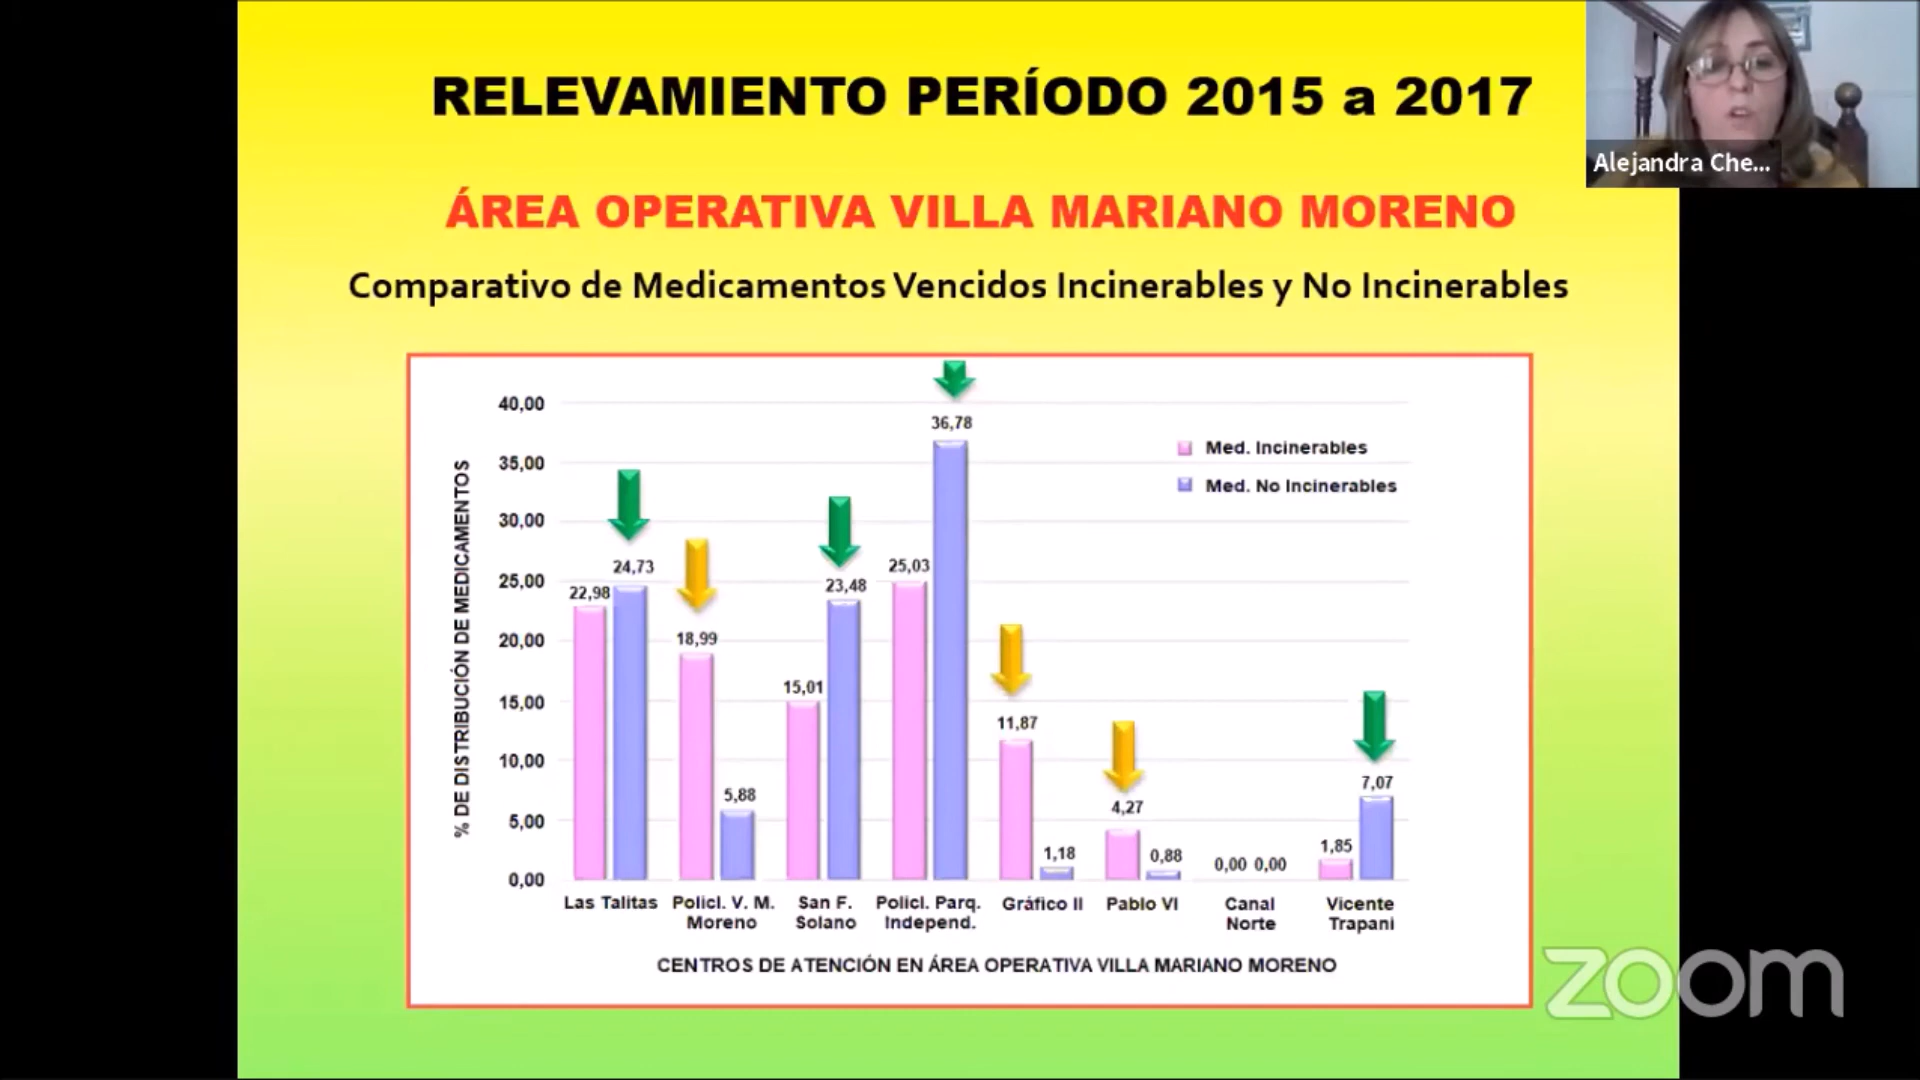 RELEVAMIENTO PERÍODO 2015 a 2017
Alejandra Che...
ÁREA OPERATIVA VILLA MARIANO MORENO
Comparativo de Medicamentos Vencidos Incinerables y No Incinerables
% DE DISTRIBUCIÓN DE MEDICAMENTOS
40,00
35,00
30,00
25,00
20,00
15,00
10,00
5,00
0,00
Med. Incinerables
Med. No Incinerables
22,98
24,73
18,99
5,88
15,01
23,48
25,03
36,78
11,87
1,18
4,27
0,88
0,00 0,00
1,85
7,07
Las Talitas
Policl. V. M.
Moreno
San F.
Solano
Policl. Parq.
Independ.
Gráfico II
Pablo VI
Canal
Norte
Vicente
Trapani
CENTROS DE ATENCIÓN EN ÁREA OPERATIVA VILLA MARIANO MORENO
zoom